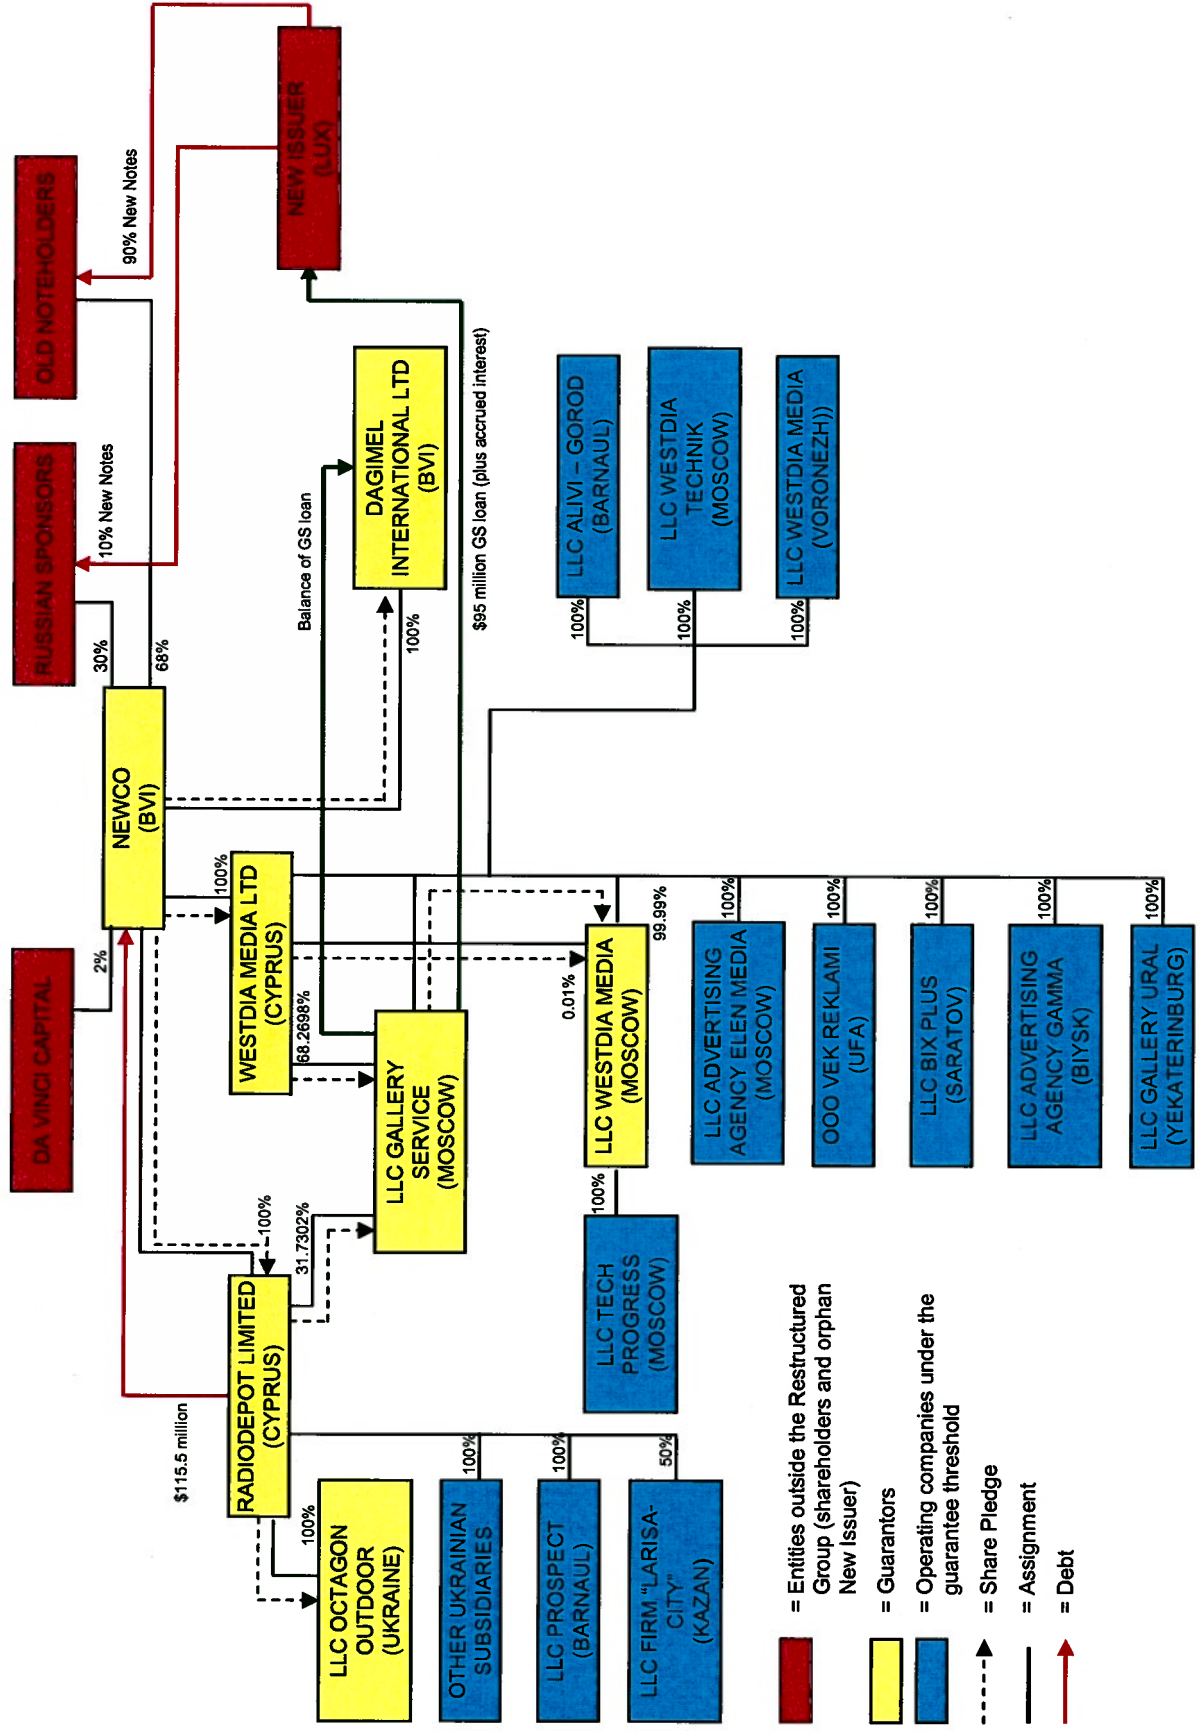 DA VINCI CAPITAL
RUSSIAN SPONSORS
OLD NOTEHOLDERS
2%
30%
68%
10% New Notes
90% New Notes
NEWCO
(BVI)
NEW ISSUER
(LUX)
$115.5 million
100%
100%
RADIODEPOT LIMITED
(CYPRUS)
WESTDIA MEDIA LTD
(CYPRUS)
31.7302%
68.2698%
Balance of GS loan
100%
DAGIMEL
INTERNATIONAL LTD
(BVI)
$95 million GS loan (plus accrued interest)
100%
LLC OCTAGON
OUTDOOR
(UKRAINE)
LLC GALLERY
SERVICE
(MOSCOW)
100%
OTHER UKRAINIAN
SUBSIDIARIES
100%
LLC PROSPECT
(BARNAUL)
50%
LLC FIRM "LARISA-
CITY"
(KAZAN)
0.01%
99.99%
100%
LLC TECH
PROGRESS
(MOSCOW)
LLC WESTDIA MEDIA
(MOSCOW)
100%
LLC ALIVI – GOROD
(BARNAUL)
100%
LLC WESTDIA
TECHNIK
(MOSCOW)
100%
LLC WESTDIA MEDIA
(VORONEZH))
100%
LLC ADVERTISING
AGENCY ELEN MEDIA
(MOSCOW)
100%
OOO VEK REKLAMI
(UFA)
100%
LLC BIX PLUS
(SARATOV)
100%
LLC ADVERTISING
AGENCY GAMMA
(BIYSK)
100%
LLC GALLERY URAL
(YEKATERINBURG)
= Entities outside the Restructured
Group (shareholders and orphan
New Issuer)
= Guarantors
= Operating companies under the
guarantee threshold
= Share Pledge
= Assignment
= Debt